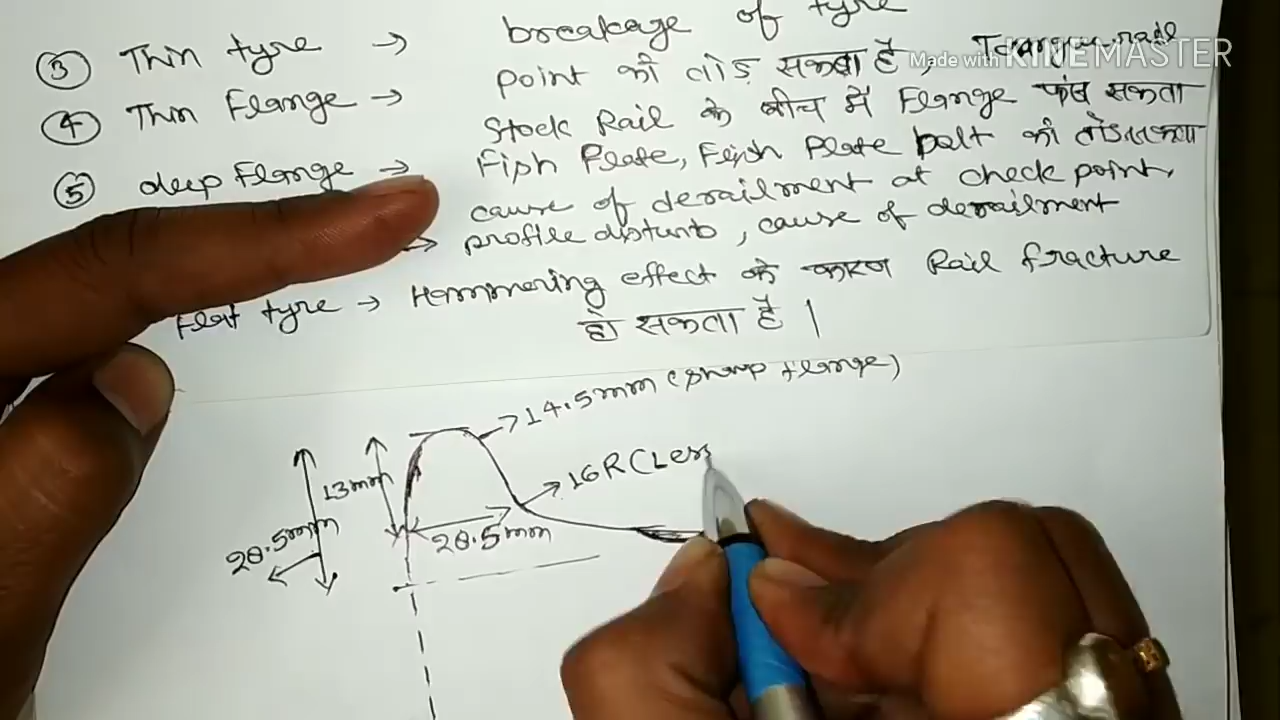 breakage of tyre
③ Thin tyre → point को तोड़ सकता है,
Made with KINEMASTER
④ Thin Flange → Stock Rail के बीच में Flange फंस सकता
⑤ deep Flange → Fish Plate, Fish Plate bolt को तोड़ सकता
cause of derailment at check point,
→ profile disturb, cause of derailment
Flat tyre → Hammering effect के कारण Rail fracture
हो सकता है |
14.5mm (sharp flange)
13mm
16R (Less
28.5mm
28.5mm